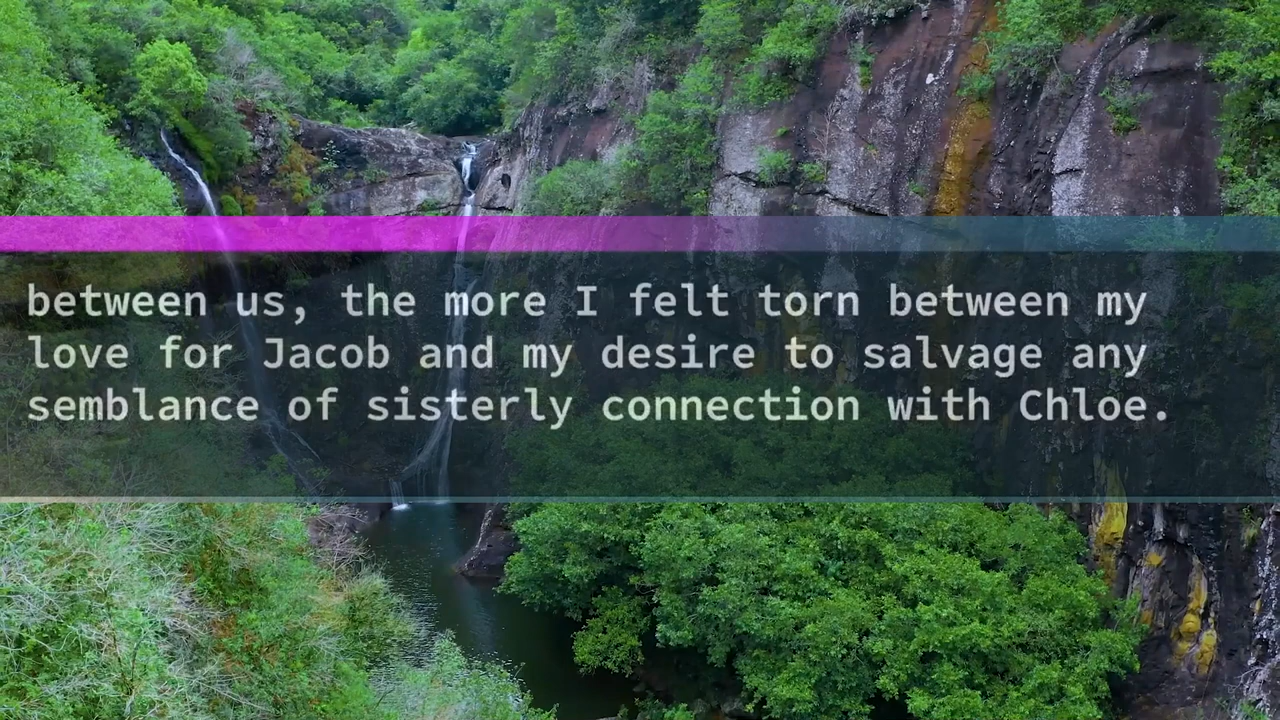 between us, the more I felt torn between my
love for Jacob and my desire to salvage any
semblance of sisterly connection with Chloe.